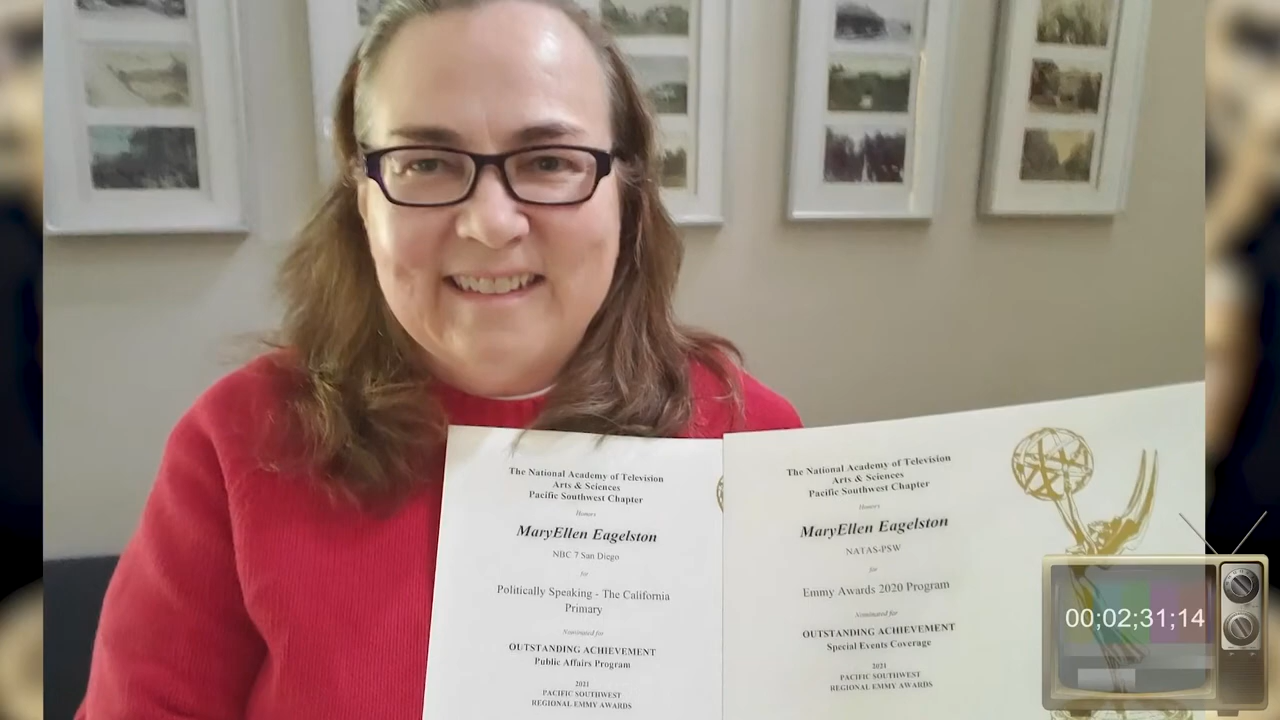 The National Academy of Television
Arts & Sciences
Pacific Southwest Chapter
Honors
MaryEllen Eagelston
NBC 7 San Diego
for
Politically Speaking - The California
Primary
Nominated for
OUTSTANDING ACHIEVEMENT
Public Affairs Program
2021
PACIFIC SOUTHWEST
REGIONAL EMMY AWARDS
The National Academy of Television
Arts & Sciences
Pacific Southwest Chapter
Honors
MaryEllen Eagelston
NATAS-PSW
for
Emmy Awards 2020 Program
Nominated for
OUTSTANDING ACHIEVEMENT
Special Events Coverage
2021
PACIFIC SOUTHWEST
REGIONAL EMMY AWARDS
00;02;31;14